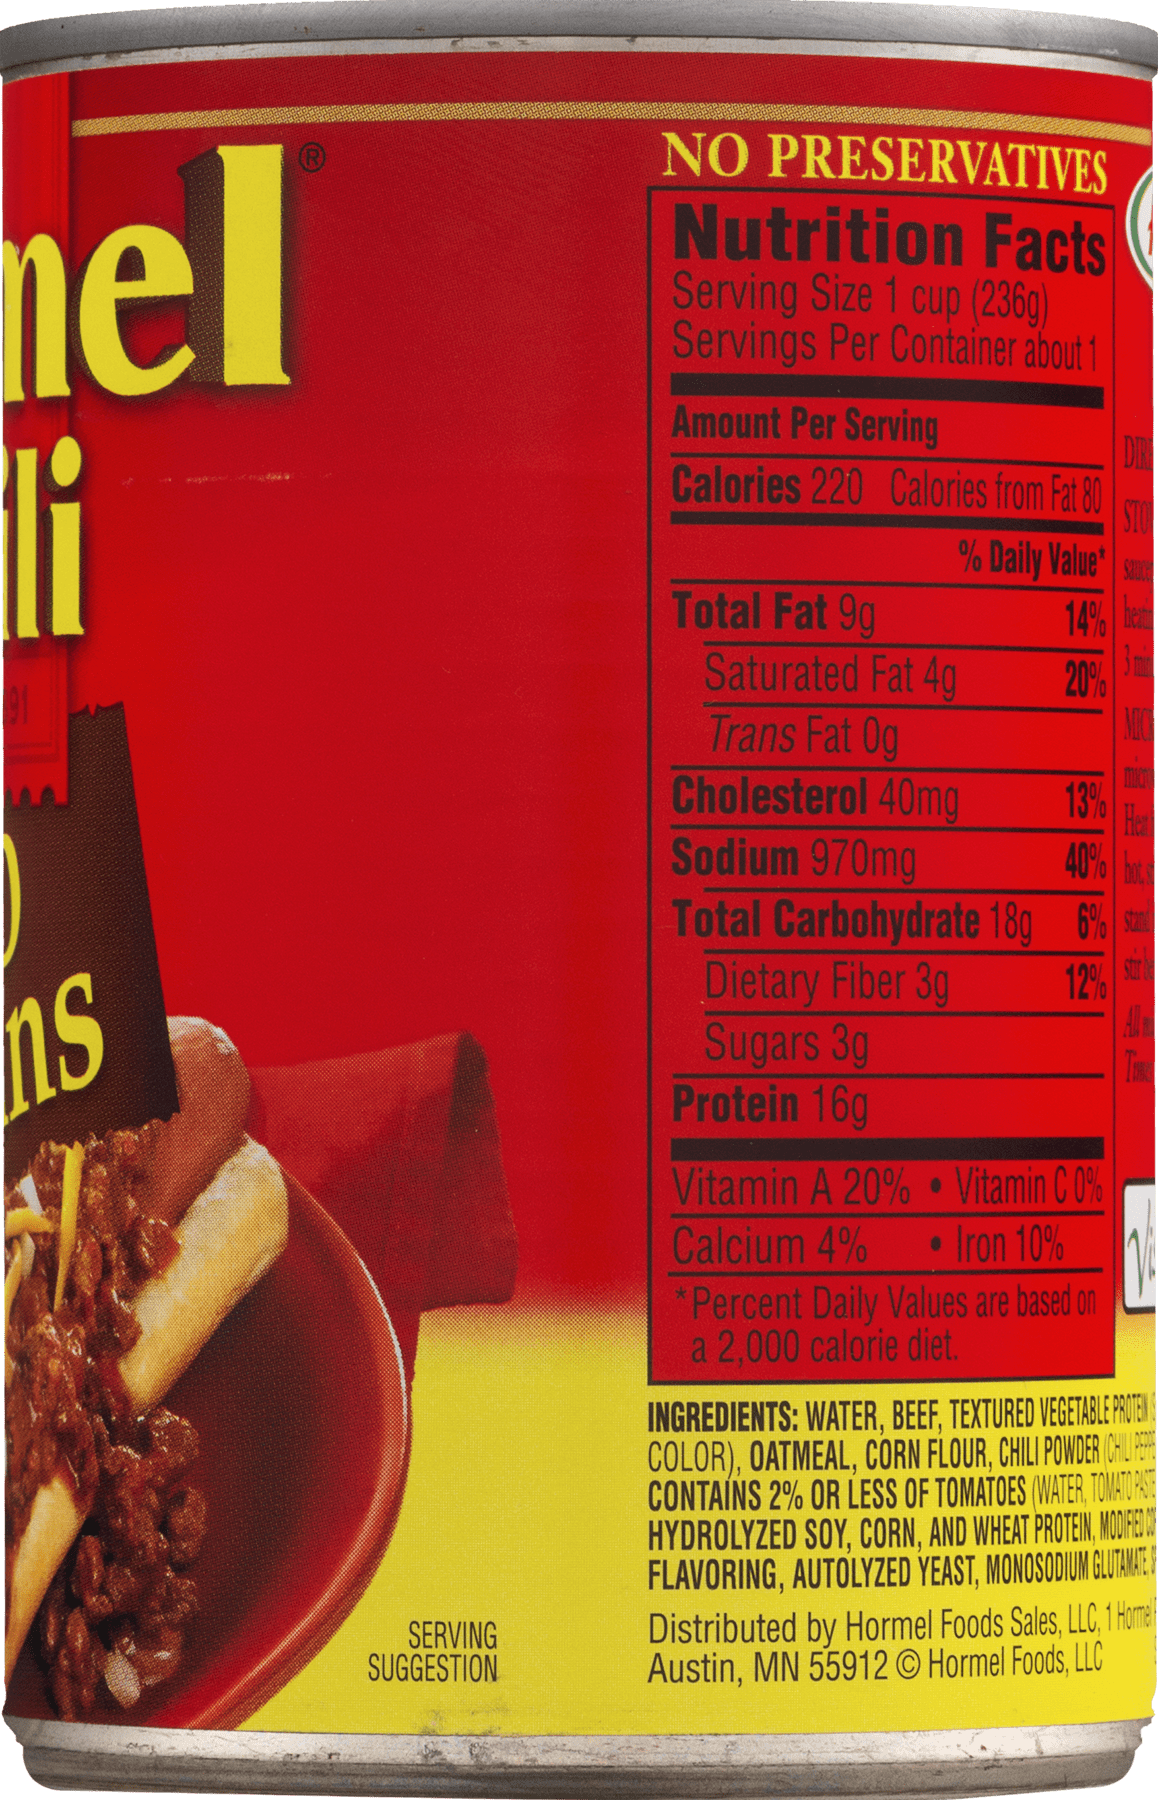 mel®
ili
91
ns
SERVING
SUGGESTION
NO PRESERVATIVES
Nutrition Facts
Serving Size 1 cup (236g)
Servings Per Container about 1
Amount Per Serving
Calories 220 Calories from Fat 80
% Daily Value*
Total Fat 9g 14%
Saturated Fat 4g 20%
Trans Fat 0g
Cholesterol 40mg 13%
Sodium 970mg 40%
Total Carbohydrate 18g 6%
Dietary Fiber 3g 12%
Sugars 3g
Protein 16g
Vitamin A 20% • Vitamin C 0%
Calcium 4% • Iron 10%
*Percent Daily Values are based on
a 2,000 calorie diet.
INGREDIENTS: WATER, BEEF, TEXTURED VEGETABLE PROTEIN
COLOR), OATMEAL, CORN FLOUR, CHILI POWDER (CHILI
CONTAINS 2% OR LESS OF TOMATOES (WATER, TOMATO PASTE
HYDROLYZED SOY, CORN, AND WHEAT PROTEIN, MODIFIED
FLAVORING, AUTOLYZED YEAST, MONOSODIUM GLUTAMATE,
Distributed by Hormel Foods Sales, LLC, 1 Hormel
Austin, MN 55912 © Hormel Foods, LLC